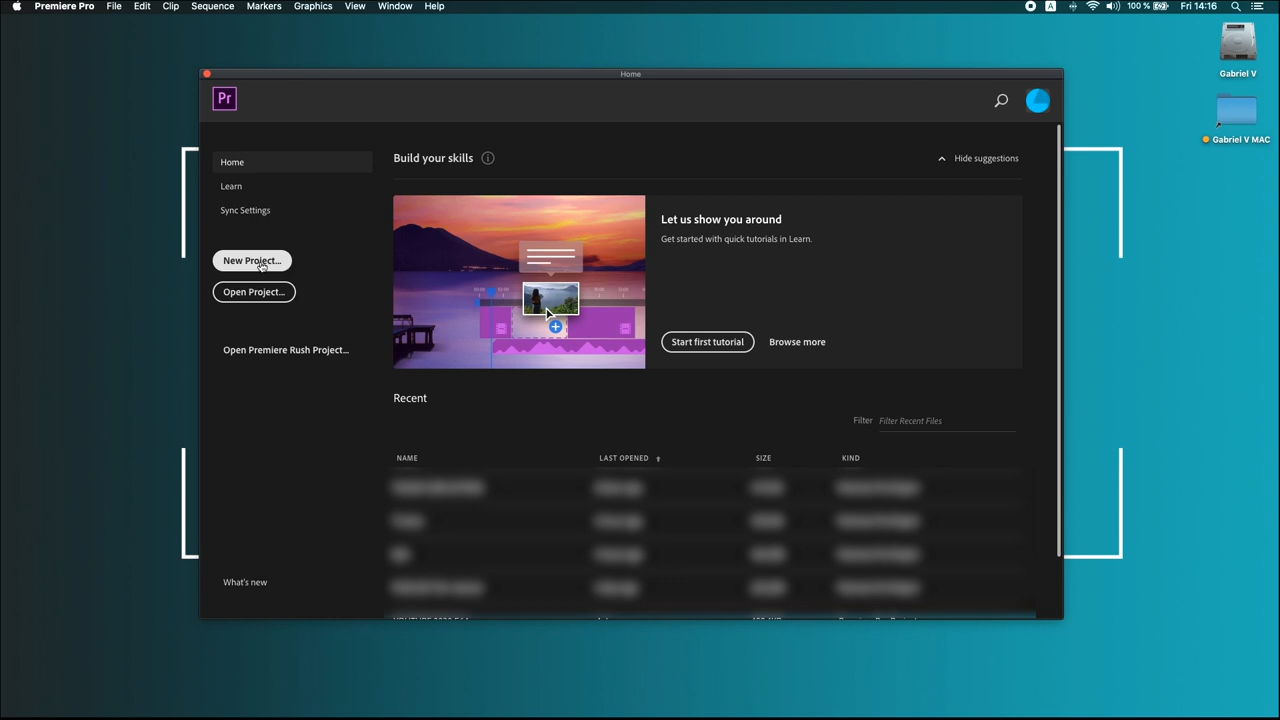 Premiere Pro File Edit Clip Sequence Markers Graphics View Window Help A 100 % Fri 14:16
Gabriel V
Gabriel V MAC
Home
Pr
Home
Learn
Sync Settings
New Project...
Open Project...
Open Premiere Rush Project...
What's new
Build your skills
Hide suggestions
Let us show you around
Get started with quick tutorials in Learn.
Start first tutorial Browse more
Recent
Filter Filter Recent Files
NAME LAST OPENED SIZE KIND